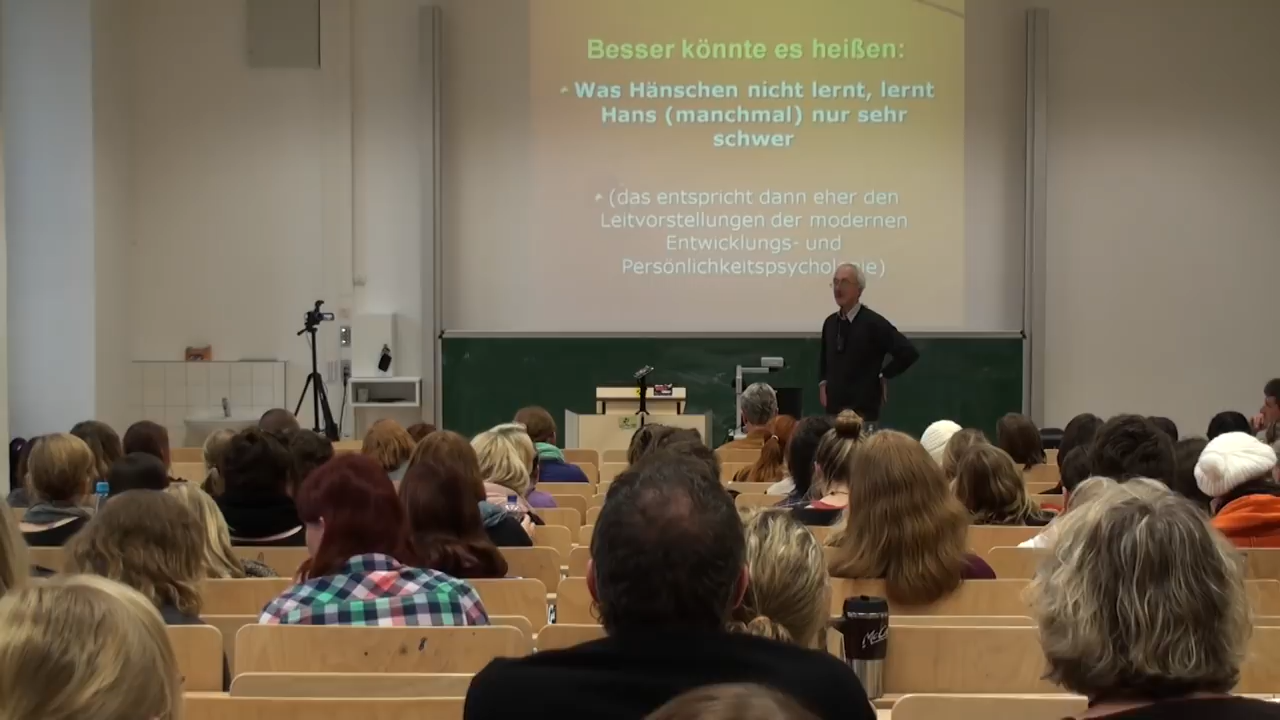 Besser könnte es heißen:
Was Hänschen nicht lernt, lernt
Hans (manchmal) nur sehr
schwer
(das entspricht dann eher den
Leitvorstellungen der modernen
Entwicklungs- und
Persönlichkeitspsychologie)
McC